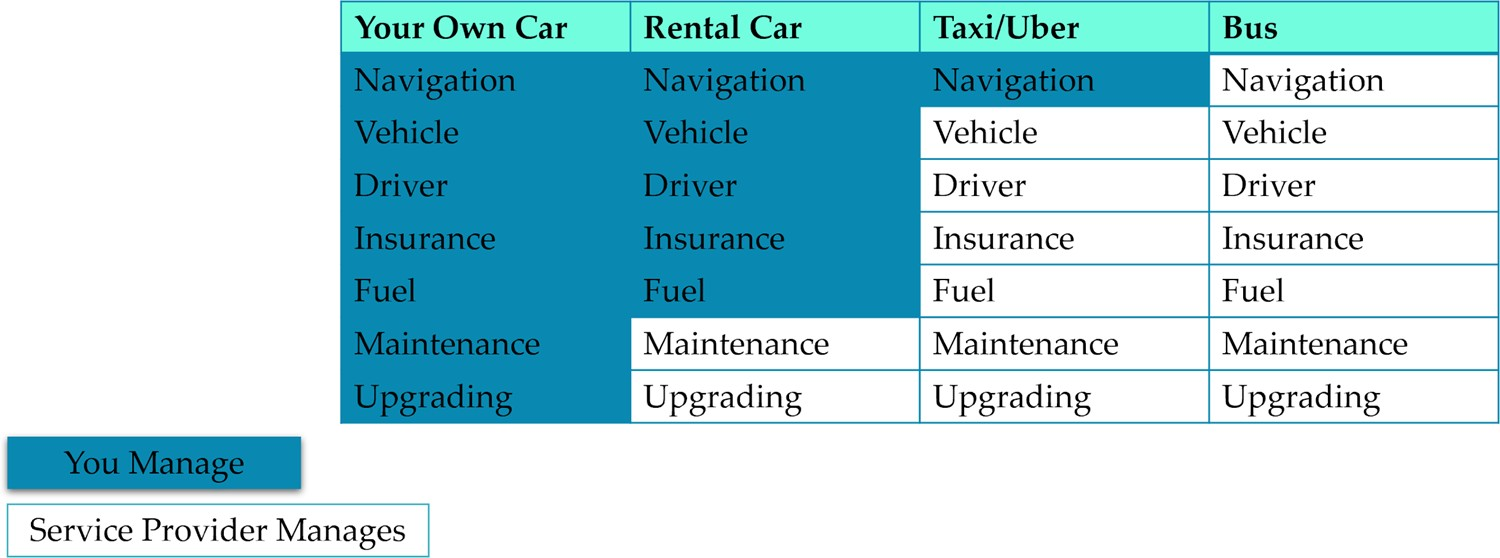 Your Own Car Rental Car Taxi/Uber Bus
Navigation Navigation Navigation Navigation
Vehicle Vehicle Vehicle Vehicle
Driver Driver Driver Driver
Insurance Insurance Insurance Insurance
Fuel Fuel Fuel Fuel
Maintenance Maintenance Maintenance Maintenance
Upgrading Upgrading Upgrading Upgrading
You Manage
Service Provider Manages